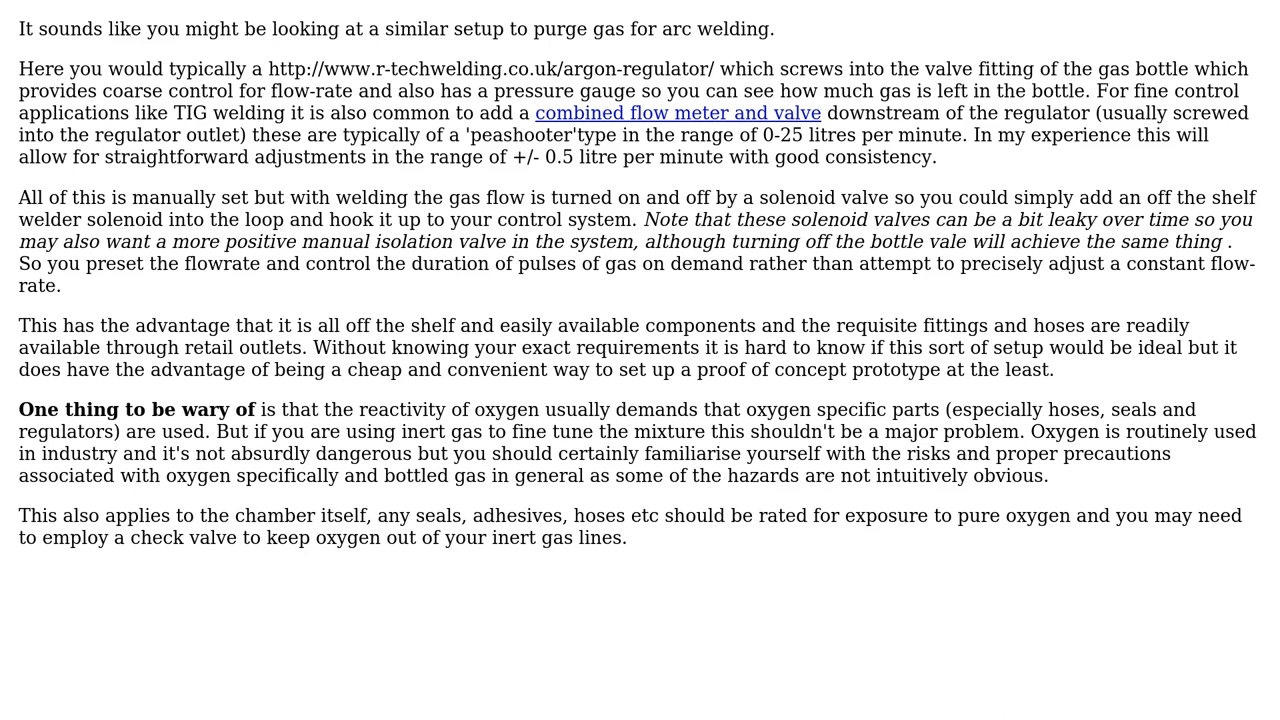 It sounds like you might be looking at a similar setup to purge gas for arc welding.
Here you would typically a http://www.r-techwelding.co.uk/argon-regulator/ which screws into the valve fitting of the gas bottle which
provides coarse control for flow-rate and also has a pressure gauge so you can see how much gas is left in the bottle. For fine control
applications like TIG welding it is also common to add a combined flow meter and valve downstream of the regulator (usually screwed
into the regulator outlet) these are typically of a 'peashooter'type in the range of 0-25 litres per minute. In my experience this will
allow for straightforward adjustments in the range of +/- 0.5 litre per minute with good consistency.
All of this is manually set but with welding the gas flow is turned on and off by a solenoid valve so you could simply add an off the shelf
welder solenoid into the loop and hook it up to your control system. Note that these solenoid valves can be a bit leaky over time so you
may also want a more positive manual isolation valve in the system, although turning off the bottle vale will achieve the same thing .
So you preset the flowrate and control the duration of pulses of gas on demand rather than attempt to precisely adjust a constant flow-
rate.
This has the advantage that it is all off the shelf and easily available components and the requisite fittings and hoses are readily
available through retail outlets. Without knowing your exact requirements it is hard to know if this sort of setup would be ideal but it
does have the advantage of being a cheap and convenient way to set up a proof of concept prototype at the least.
One thing to be wary of is that the reactivity of oxygen usually demands that oxygen specific parts (especially hoses, seals and
regulators) are used. But if you are using inert gas to fine tune the mixture this shouldn't be a major problem. Oxygen is routinely used
in industry and it's not absurdly dangerous but you should certainly familiarise yourself with the risks and proper precautions
associated with oxygen specifically and bottled gas in general as some of the hazards are not intuitively obvious.
This also applies to the chamber itself, any seals, adhesives, hoses etc should be rated for exposure to pure oxygen and you may need
to employ a check valve to keep oxygen out of your inert gas lines.